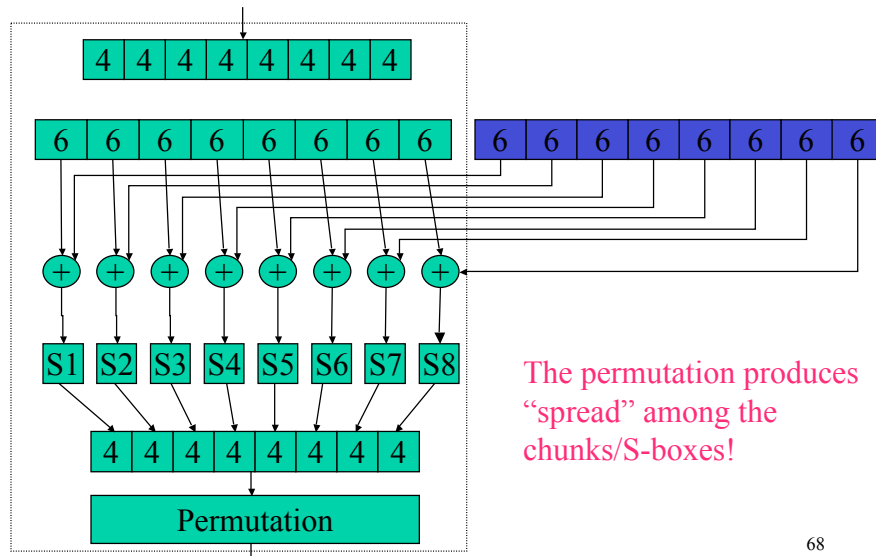 4 4 4 4 4 4 4 4
6 6 6 6 6 6 6 6 6 6 6 6 6 6 6 6
+ + + + + + + +
S1 S2 S3 S4 S5 S6 S7 S8
The permutation produces
“spread” among the
chunks/S-boxes!
4 4 4 4 4 4 4 4
Permutation
68